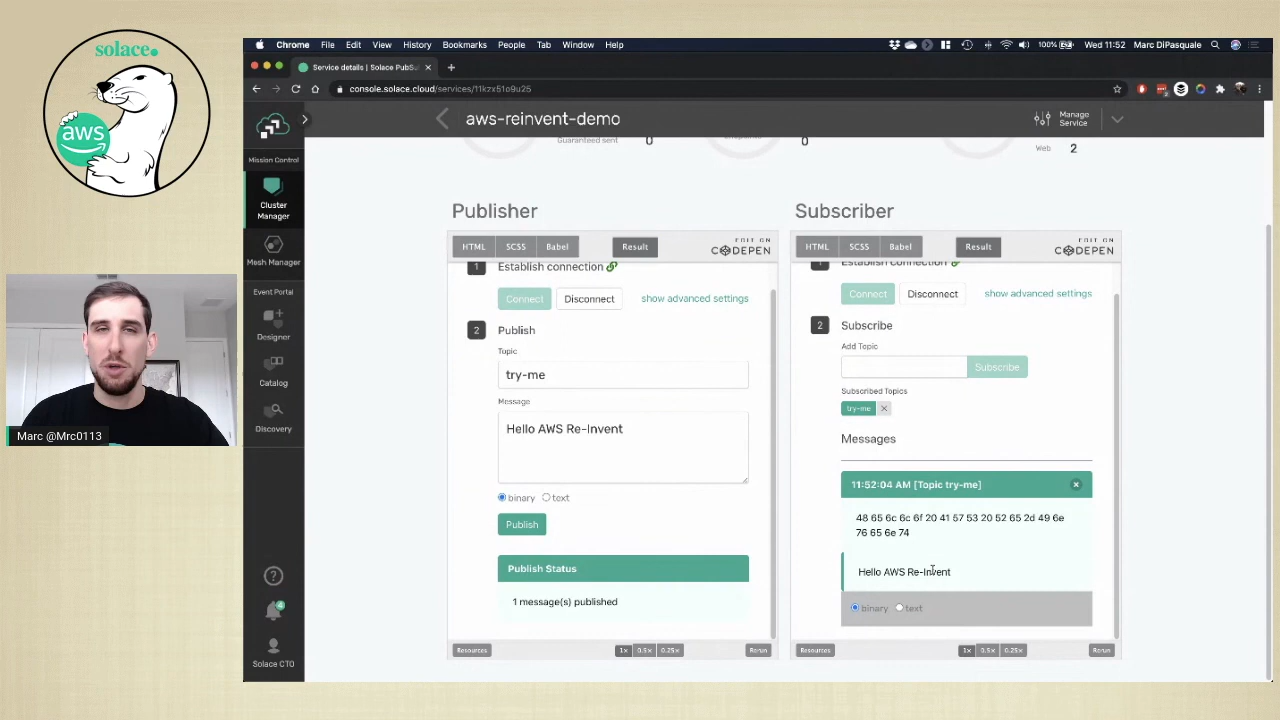 solace.
aws
Marc @Mrc0113
Chrome File Edit View History Bookmarks People Tab Window Help
100% Wed 11:52 Marc DiPasquale
Service details | Solace PubSu
console.solace.cloud/services/11kzx51o9u25
aws-reinvent-demo
Manage Service
Mission Control
Cluster Manager
Mesh Manager
Event Portal
Designer
Catalog
Discovery
4
Solace CTO
Guaranteed sent 0
0
Web 2
Publisher
HTML SCSS Babel Result
EDIT ON CODEPEN
1 Establish connection
Connect Disconnect show advanced settings
2 Publish
Topic
try-me
Message
Hello AWS Re-Invent
binary text
Publish
Publish Status
1 message(s) published
Resources 1x 0.5x 0.25x Rerun
Subscriber
HTML SCSS Babel Result
EDIT ON CODEPEN
1 Establish connection
Connect Disconnect show advanced settings
2 Subscribe
Add Topic
Subscribe
Subscribed Topics
try-me x
Messages
11:52:04 AM [Topic try-me] x
48 65 6c 6c 6f 20 41 57 53 20 52 65 2d 49 6e
76 65 6e 74
Hello AWS Re-Invent
binary text
Resources 1x 0.5x 0.25x Rerun